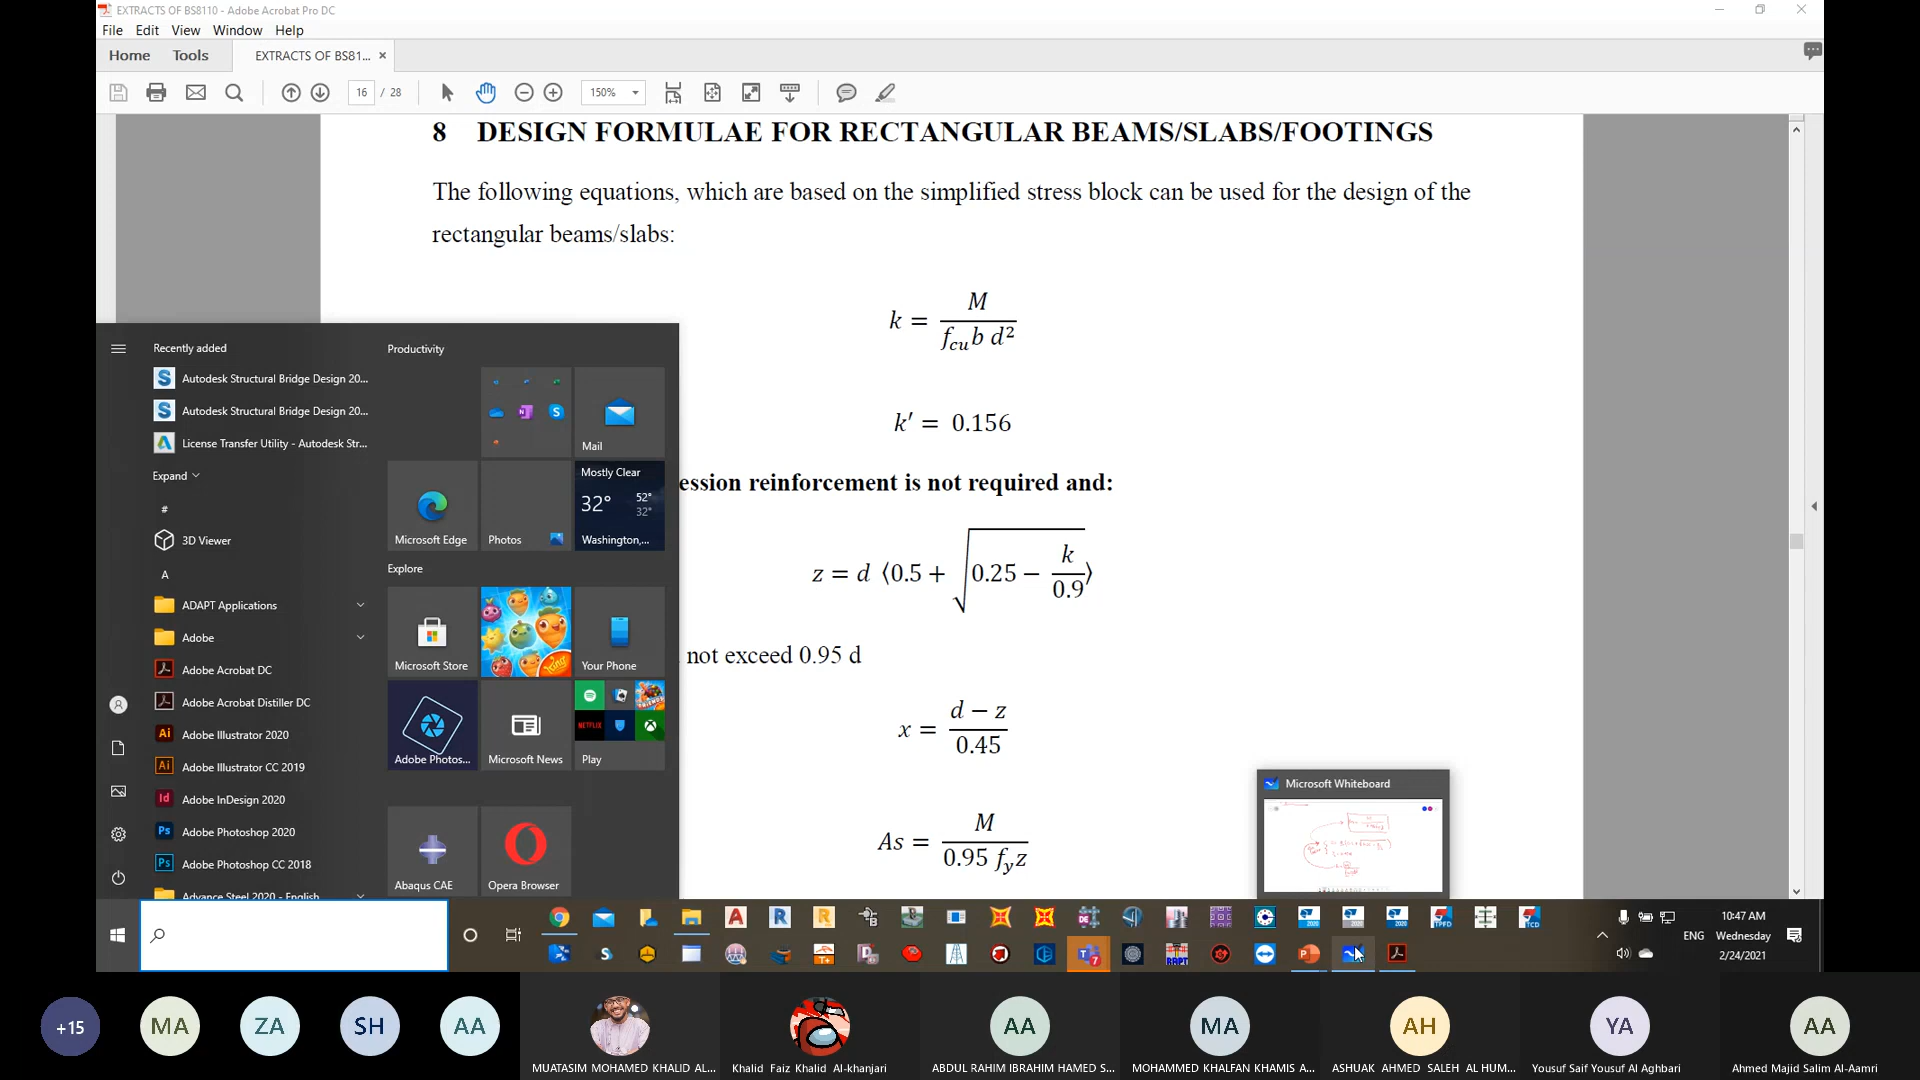 EXTRACTS OF BS8110 - Adobe Acrobat Pro DC
File Edit View Window Help
Home Tools EXTRACTS OF BS81... ×
16 / 28 150%
8 DESIGN FORMULAE FOR RECTANGULAR BEAMS/SLABS/FOOTINGS
The following equations, which are based on the simplified stress block can be used for the design of the
rectangular beams/slabs:
k = M / (f_cu b d²)
k′ = 0.156
ession reinforcement is not required and:
z = d ⟨0.5 + √(0.25 − k/0.9)⟩
not exceed 0.95 d
x = (d − z) / 0.45
As = M / (0.95 f_y z)
Recently added
Autodesk Structural Bridge Design 20...
Autodesk Structural Bridge Design 20...
License Transfer Utility - Autodesk Str...
Expand
#
3D Viewer
A
ADAPT Applications
Adobe
Adobe Acrobat DC
Adobe Acrobat Distiller DC
Adobe Illustrator 2020
Adobe Illustrator CC 2019
Adobe InDesign 2020
Adobe Photoshop 2020
Adobe Photoshop CC 2018
Advance Steel 2020 - English
Productivity
Mail
Microsoft Edge
Photos
Mostly Clear
32° 52°
32°
Washington,...
Explore
Microsoft Store
Your Phone
Adobe Photos...
Microsoft News
NETFLIX
Play
Abaqus CAE
Opera Browser
Microsoft Whiteboard
10:47 AM
ENG Wednesday
2/24/2021
+15 MA ZA SH AA AA MA AH YA AA
MUATASIM MOHAMED KHALID AL...
Khalid Faiz Khalid Al-khanjari
ABDUL RAHIM IBRAHIM HAMED S...
MOHAMMED KHALFAN KHAMIS A...
ASHUAK AHMED SALEH AL HUM...
Yousuf Saif Yousuf Al Aghbari
Ahmed Majid Salim Al-Aamri